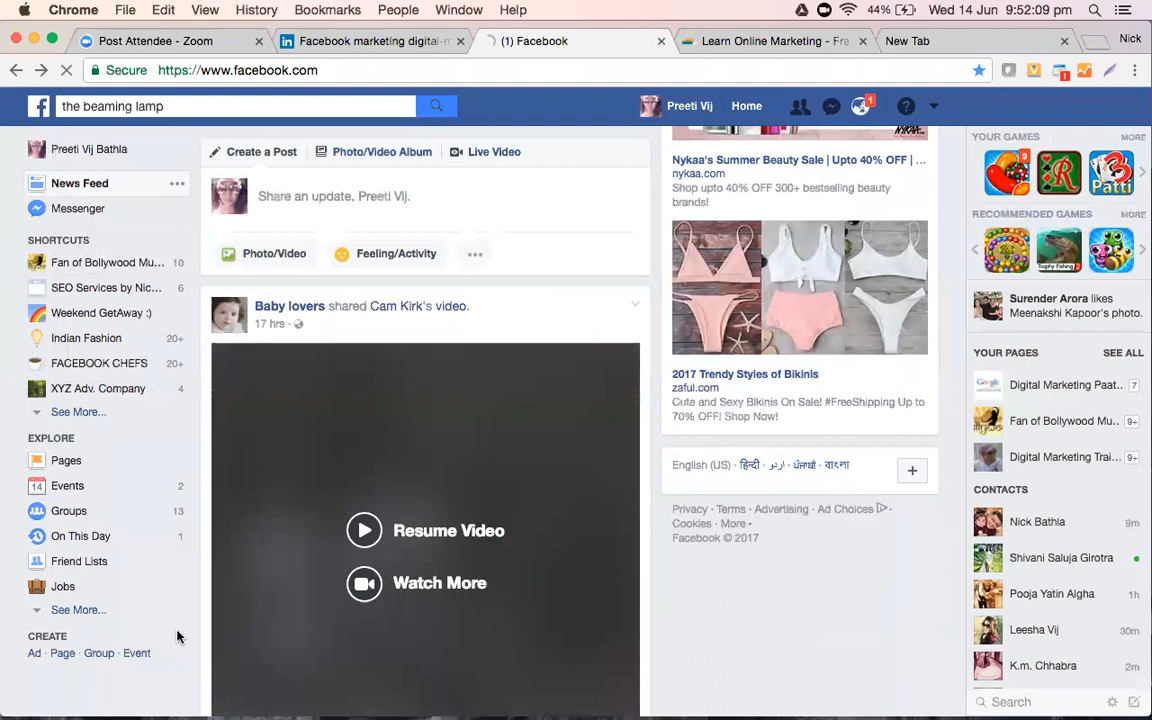 Chrome File Edit View History Bookmarks People Window Help 44% Wed 14 Jun 9:52:09 pm
Post Attendee - Zoom Facebook marketing digital-m (1) Facebook Learn Online Marketing - Fre New Tab Nick
Secure https://www.facebook.com
the beaming lamp Preeti Vij Home 1
Preeti Vij Bathla
News Feed
Messenger
SHORTCUTS
Fan of Bollywood Mu... 10
SEO Services by Nic... 6
Weekend GetAway :)
Indian Food 20+
FACEBOOK CHEFS 20+
XYZ Adv. Company 4
See More...
EXPLORE
Pages
14 Events 2
Groups 13
On This Day 1
Friend Lists
Jobs
See More...
CREATE
Ad · Page · Group · Event
Create a Post Photo/Video Album Live Video
Share an update, Preeti Vij.
Photo/Video Feeling/Activity
Baby lovers shared Cam Kirk's video.
17 hrs ·
Resume Video
Watch More
NYKAA
Nykaa's Summer Beauty Sale | Upto 40% OFF | ...
nykaa.com
Shop upto 40% OFF 300+ bestselling beauty
brands!
2017 Trendy Styles of Bikinis
zaful.com
Cute and Sexy Bikinis On Sale! #FreeShipping Up to
70% OFF! Shop Now!
English (US) · हिन्दी · اردو · ਪੰਜਾਬੀ · বাংলা
Privacy · Terms · Advertising · Ad Choices ·
Cookies · More
Facebook © 2017
YOUR GAMES MORE
3
R
3
Patti
RECOMMENDED GAMES MORE
Trophy Fishing 2
Surender Arora likes
Meenakshi Kapoor's photo.
YOUR PAGES SEE ALL
Google
Digital Marketing Paat... 7
Fan of Bollywood Mu.. 9+
Digital Marketing Trai... 9+
CONTACTS
Nick Bathla 9m
Shivani Saluja Girotra
Pooja Yatin Algha 1h
Leesha Vij 30m
K.m. Chhabra 2m
Search